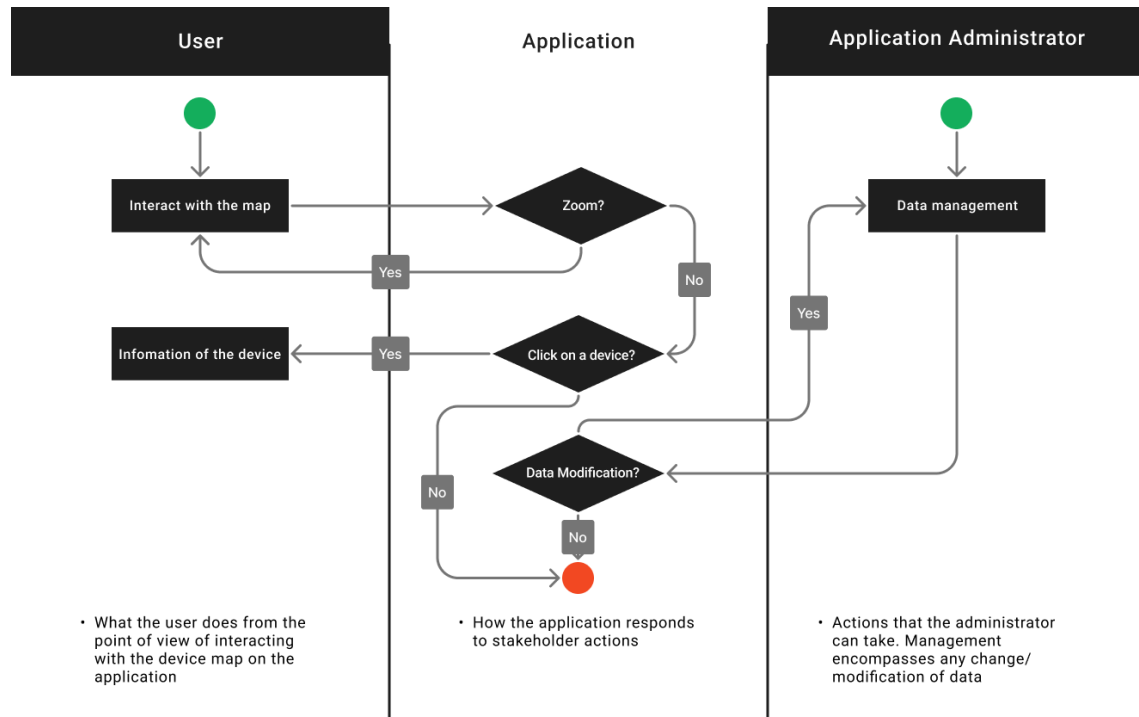 User
Application
Application Administrator
Interact with the map
Zoom?
Data management
Yes
No
Yes
Infomation of the device
Yes
Click on a device?
Data Modification?
No
No
• What the user does from the
point of view of interacting
with the device map on the
application
• How the application responds
to stakeholder actions
• Actions that the administrator
can take. Management
encompasses any change/
modification of data